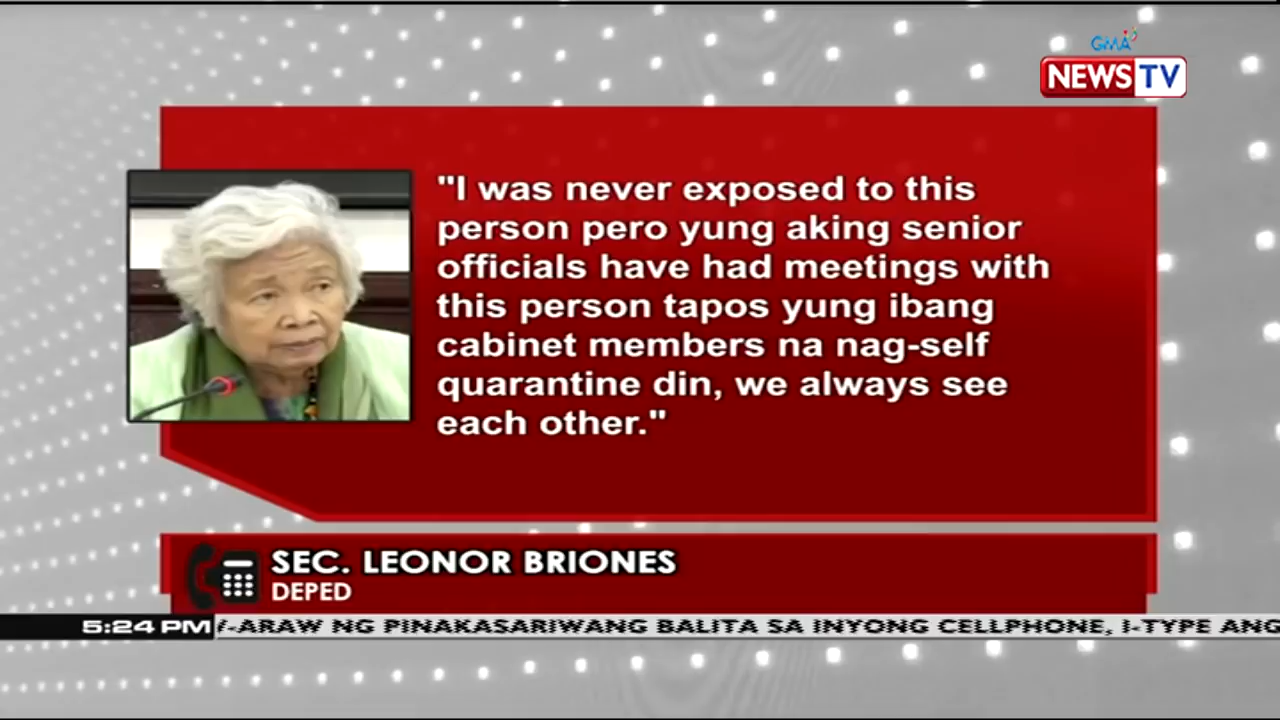 GMA
NEWS TV
"I was never exposed to this
person pero yung aking senior
officials have had meetings with
this person tapos yung ibang
cabinet members na nag-self
quarantine din, we always see
each other."
SEC. LEONOR BRIONES
DEPED
5:24 PM
-ARAW NG PINAKASARIWANG BALITA SA INYONG CELLPHONE, I-TYPE ANG